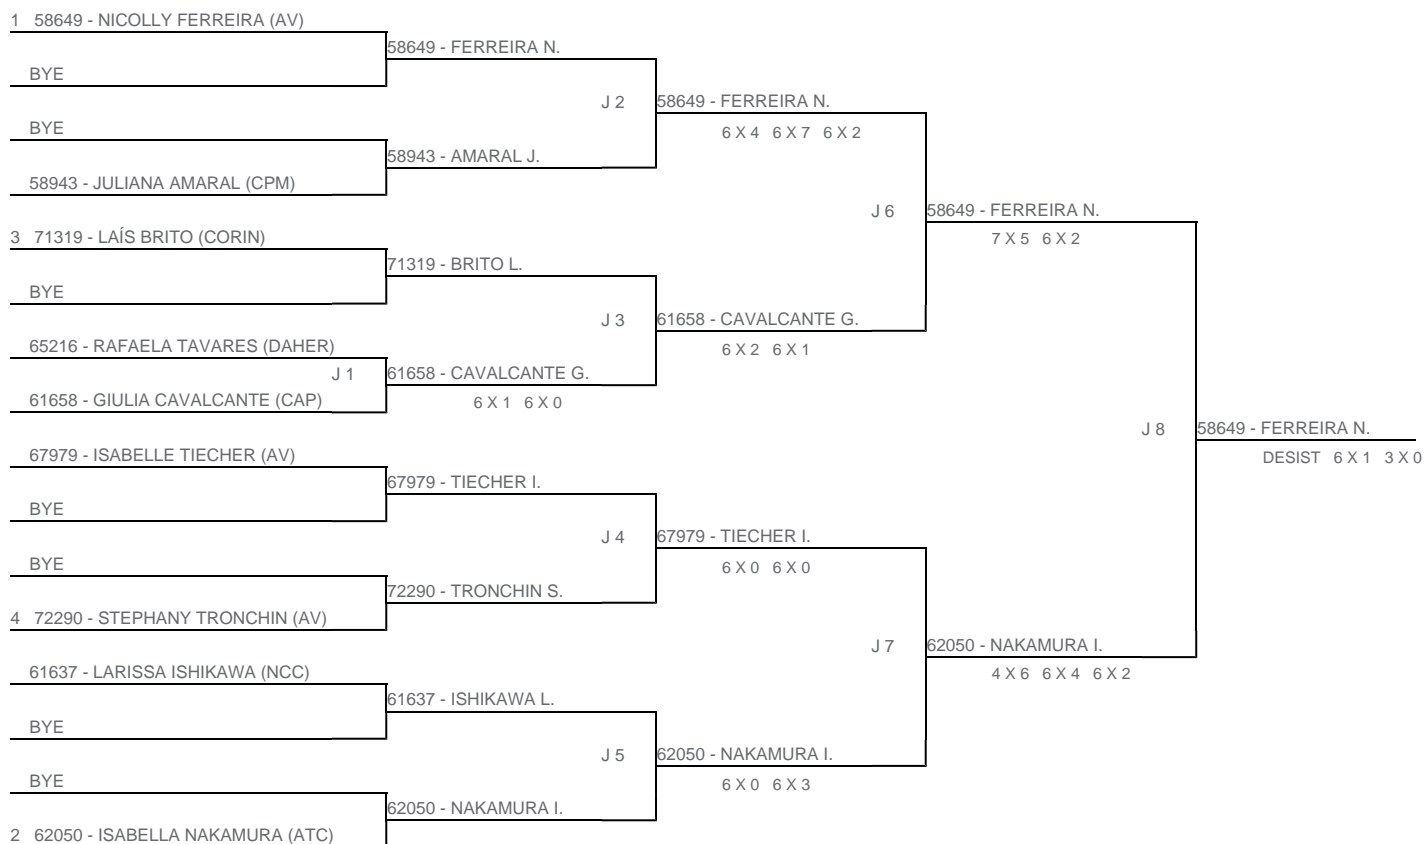 1 58649 - NICOLLY FERREIRA (AV)
58649 - FERREIRA N.
BYE
J 2
58649 - FERREIRA N.
BYE
6 X 4 6 X 7 6 X 2
58943 - AMARAL J.
58943 - JULIANA AMARAL (CPM)
J 6
58649 - FERREIRA N.
3 71319 - LAÍS BRITO (CORIN)
7 X 5 6 X 2
71319 - BRITO L.
BYE
J 3
61658 - CAVALCANTE G.
65216 - RAFAELA TAVARES (DAHER)
6 X 2 6 X 1
J 1
61658 - CAVALCANTE G.
61658 - GIULIA CAVALCANTE (CAP)
6 X 1 6 X 0
J 8
58649 - FERREIRA N.
67979 - ISABELLE TIECHER (AV)
DESIST 6 X 1 3 X 0
67979 - TIECHER I.
BYE
J 4
67979 - TIECHER I.
BYE
6 X 0 6 X 0
72290 - TRONCHIN S.
4 72290 - STEPHANY TRONCHIN (AV)
J 7
62050 - NAKAMURA I.
61637 - LARISSA ISHIKAWA (NCC)
4 X 6 6 X 4 6 X 2
61637 - ISHIKAWA L.
BYE
J 5
62050 - NAKAMURA I.
BYE
6 X 0 6 X 3
62050 - NAKAMURA I.
2 62050 - ISABELLA NAKAMURA (ATC)